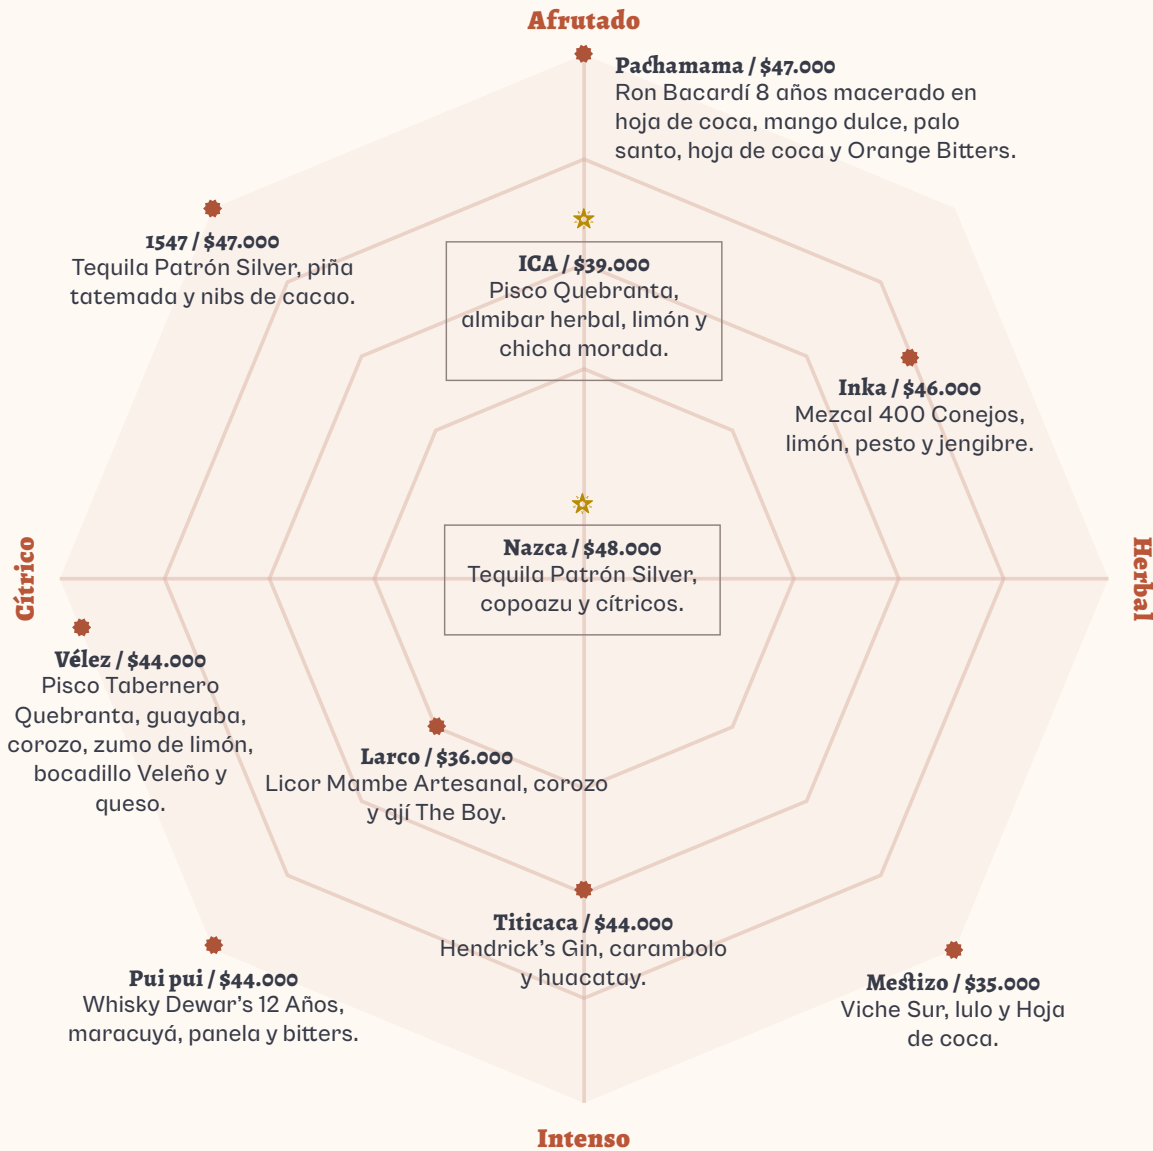 Afrutado
Pachamama / $47.000
Ron Bacardí 8 años macerado en
hoja de coca, mango dulce, palo
santo, hoja de coca y Orange Bitters.
1547 / $47.000
Tequila Patrón Silver, piña
tatemada y nibs de cacao.
ICA / $39.000
Pisco Quebranta,
almibar herbal, limón y
chicha morada.
Inka / $46.000
Mezcal 400 Conejos,
limón, pesto y jengibre.
Cítrico
Herbal
Nazca / $48.000
Tequila Patrón Silver,
copoazu y cítricos.
Vélez / $44.000
Pisco Tabernero
Quebranta, guayaba,
corozo, zumo de limón,
bocadillo Veleño y
queso.
Larco / $36.000
Licor Mambe Artesanal, corozo
y ají The Boy.
Titicaca / $44.000
Hendrick's Gin, carambolo
y huacatay.
Pui pui / $44.000
Whisky Dewar's 12 Años,
maracuyá, panela y bitters.
Mestizo / $35.000
Viche Sur, lulo y Hoja
de coca.
Intenso